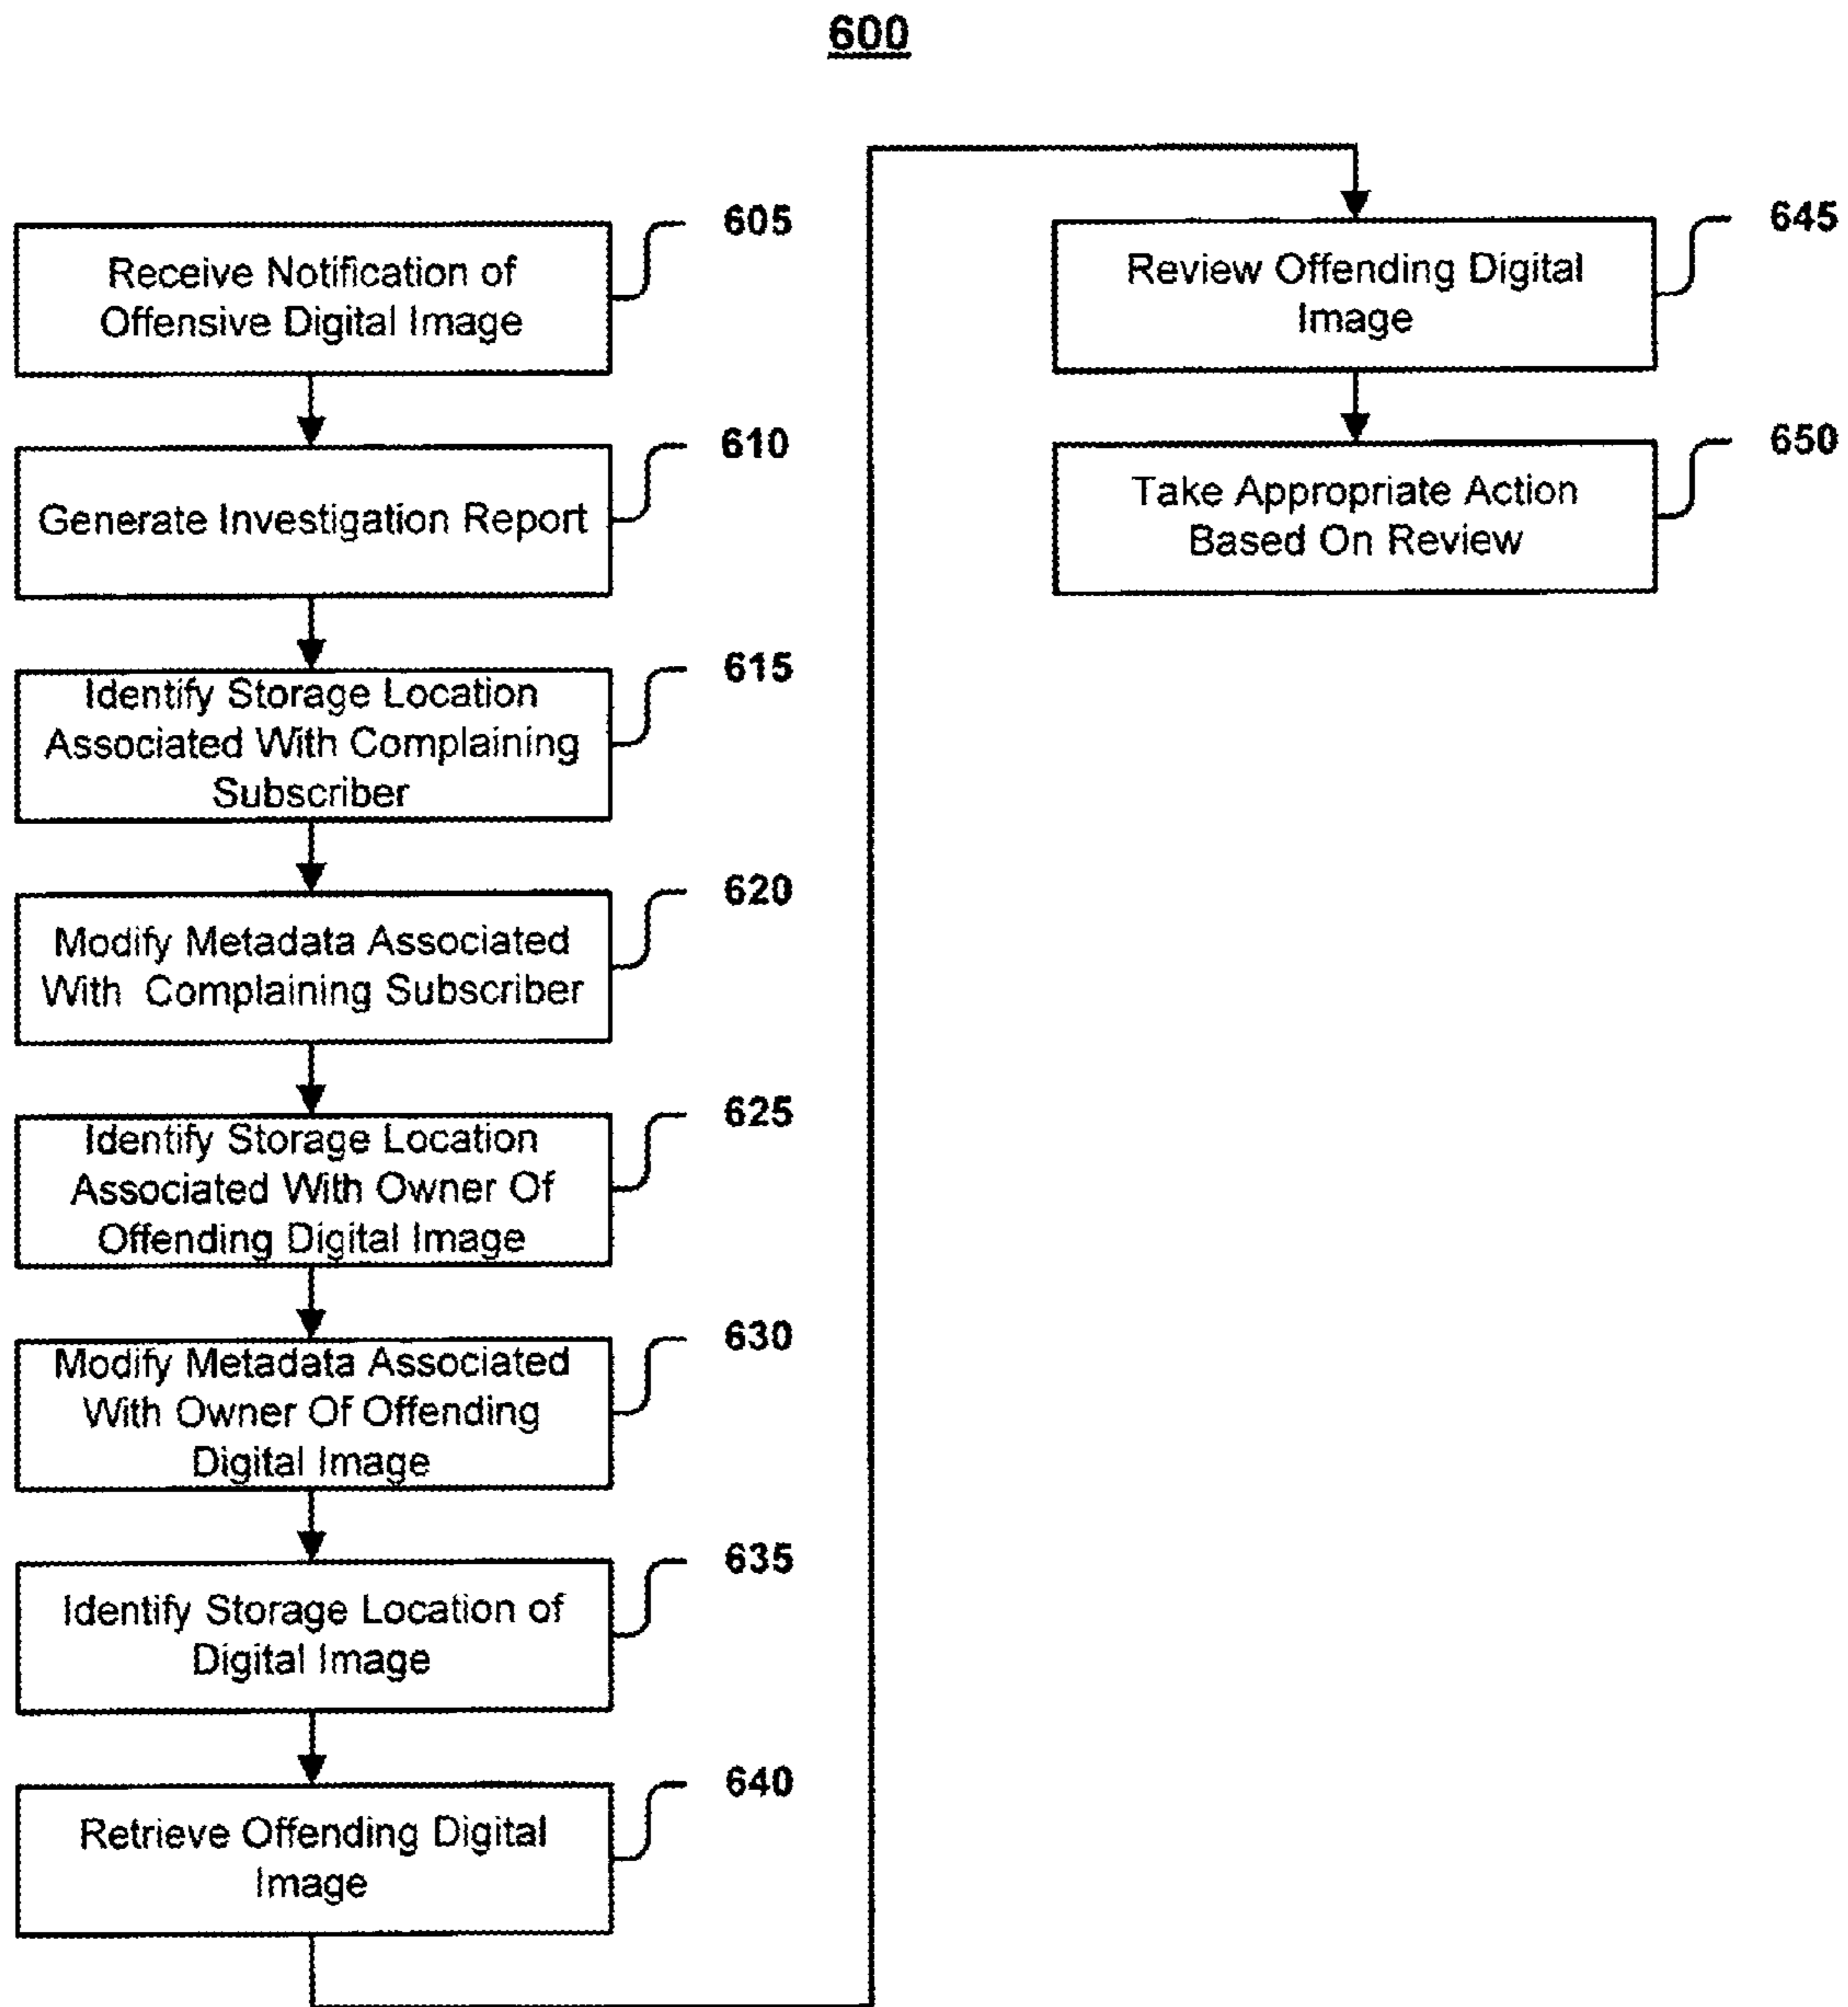 600
605
Receive Notification of
Offensive Digital Image
610
Generate Investigation Report
615
Identify Storage Location
Associated With Complaining
Subscriber
620
Modify Metadata Associated
With Complaining Subscriber
625
Identify Storage Location
Associated With Owner Of
Offending Digital Image
630
Modify Metadata Associated
With Owner Of Offending
Digital Image
635
Identify Storage Location of
Digital Image
640
Retrieve Offending Digital
Image
645
Review Offending Digital
Image
650
Take Appropriate Action
Based On Review